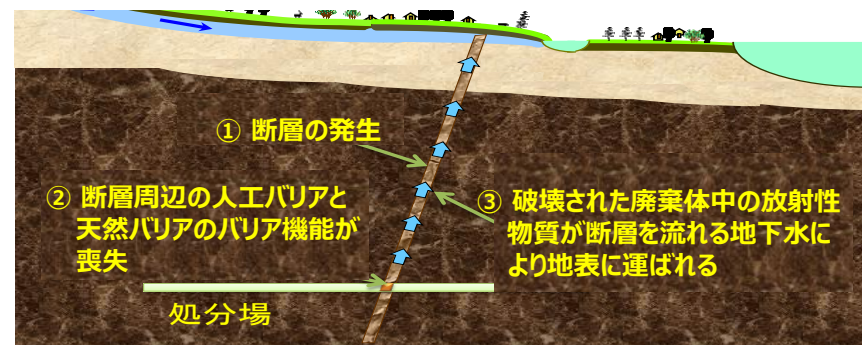 ① 断層の発生
② 断層周辺の人工バリアと
天然バリアのバリア機能が
喪失
③ 破壊された廃棄体中の放射性
物質が断層を流れる地下水に
より地表に運ばれる
処分場